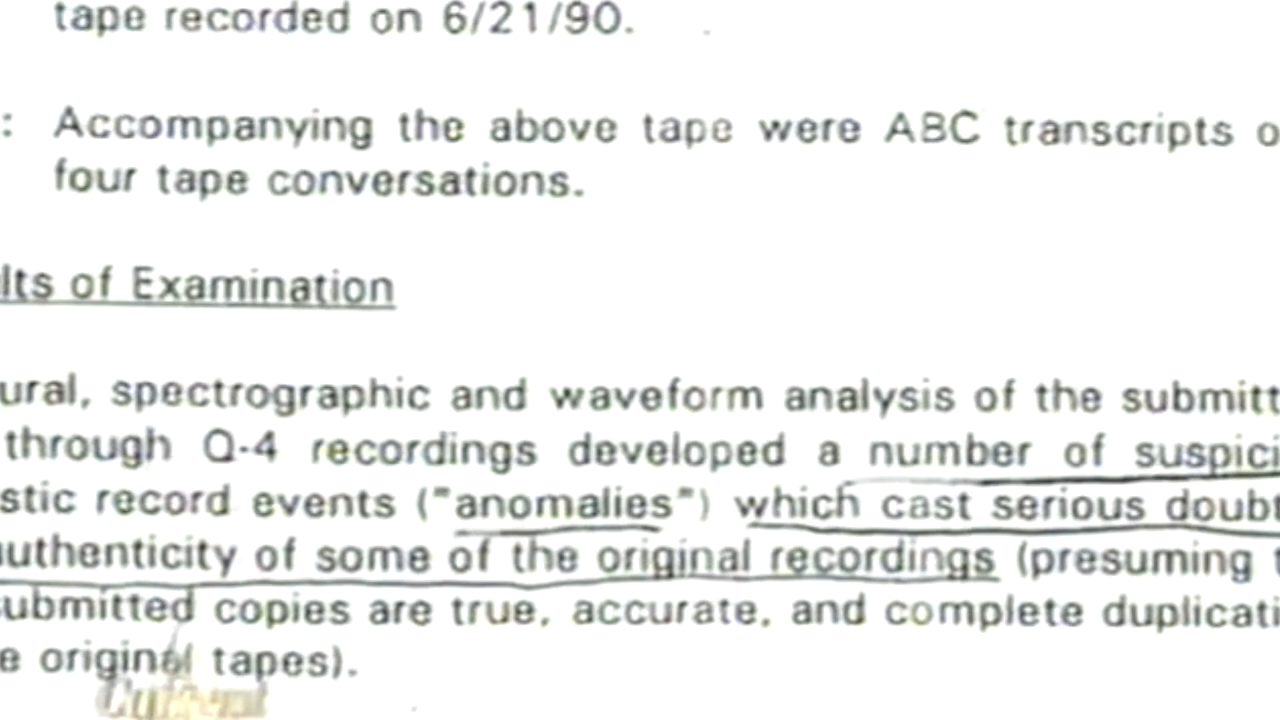 tape recorded on 6/21/90.
: Accompanying the above tape were ABC transcripts o
four tape conversations.
lts of Examination
ural, spectrographic and waveform analysis of the submitt
through Q-4 recordings developed a number of suspici
stic record events ("anomalies") which cast serious doubt
authenticity of some of the original recordings (presuming t
submitted copies are true, accurate, and complete duplicati
e original tapes).